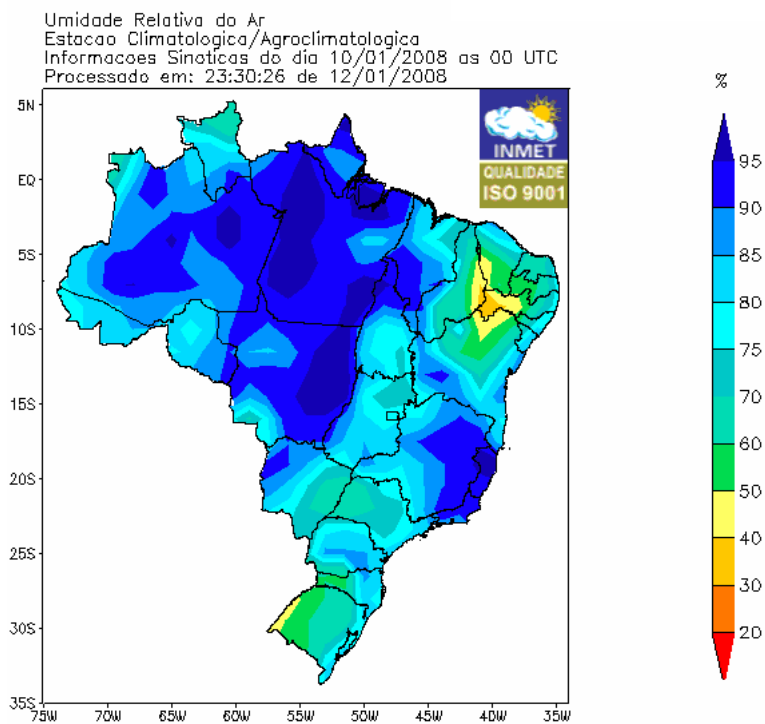 Umidade Relativa do Ar
Estacao Climatologica/Agroclimatologica
Informacoes Sinoticas do dia 10/01/2008 as 00 UTC
Processado em: 23:30:26 de 12/01/2008
%
5N
EQ
5S
10S
15S
20S
25S
30S
35S
INMET
QUALIDADE
ISO 9001
95
90
85
80
75
70
60
50
40
30
20
75W
70W
65W
60W
55W
50W
45W
40W
35W